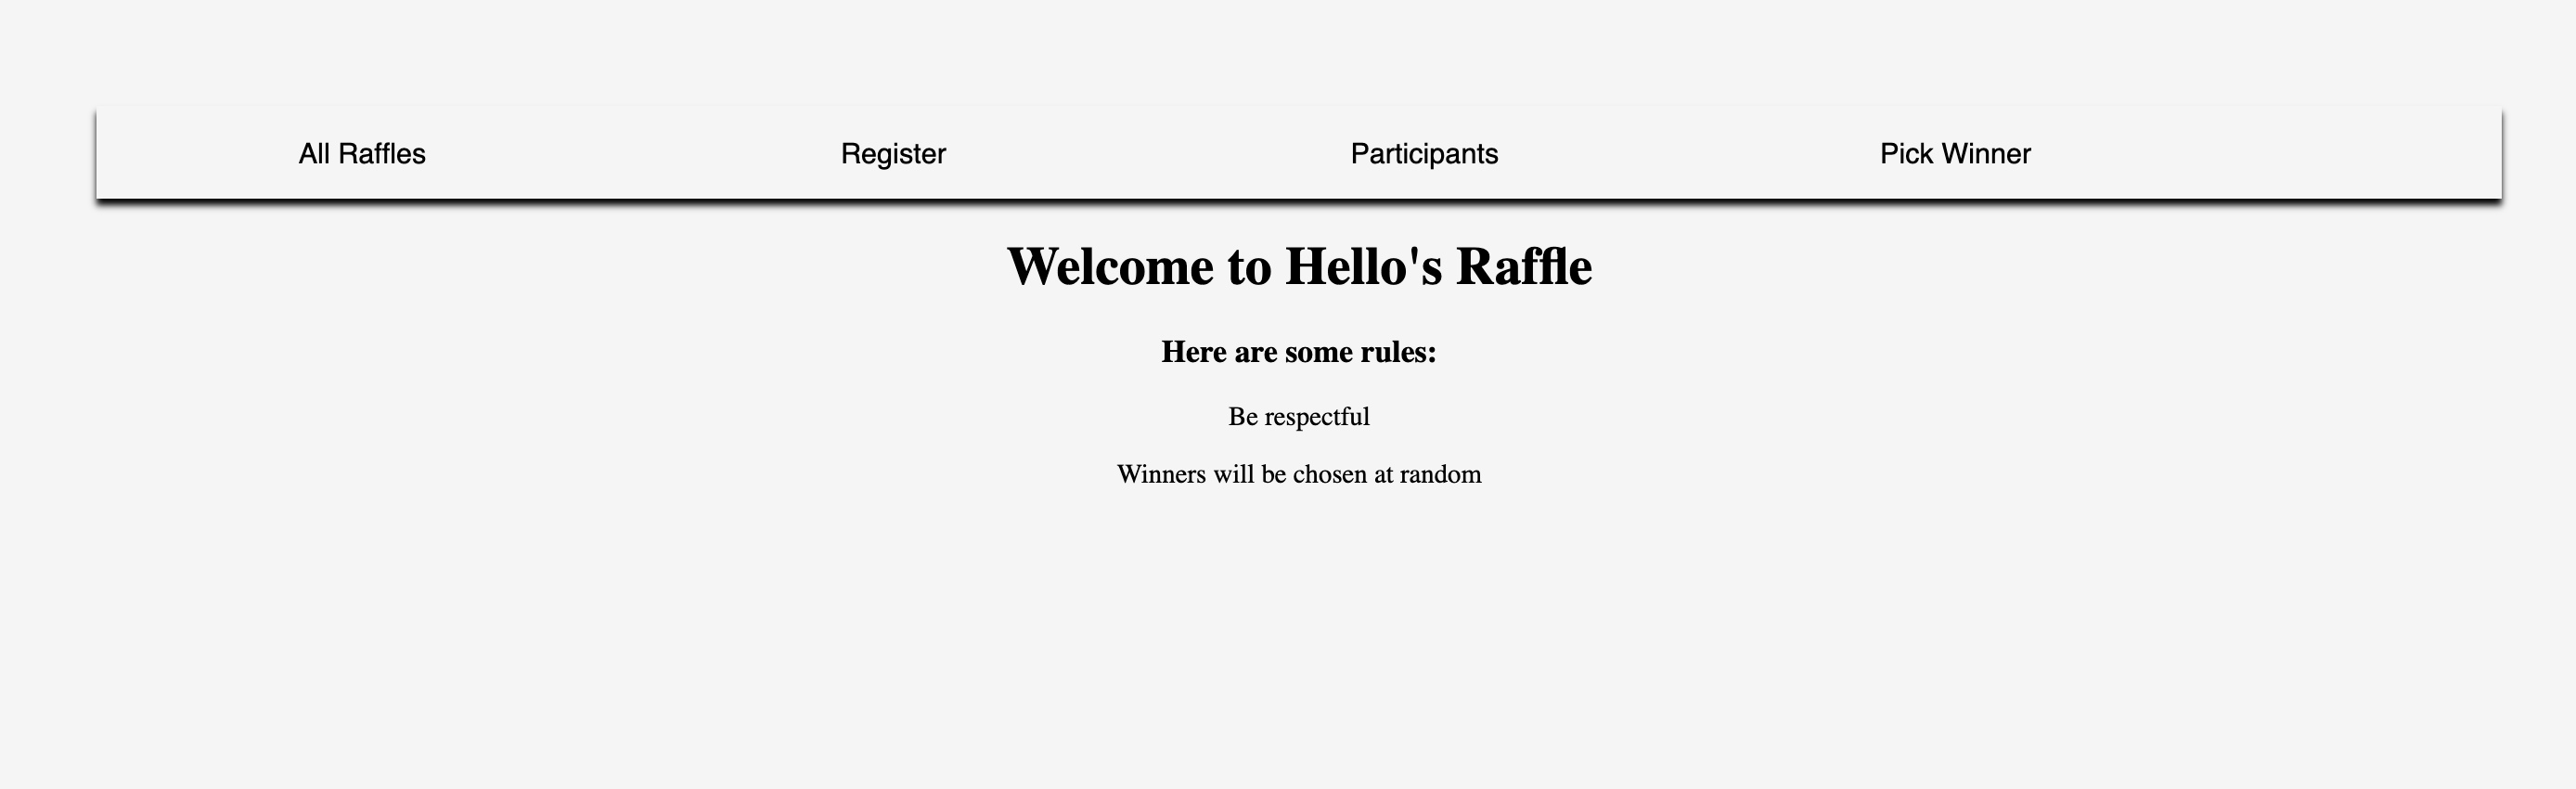 All Raffles Register Participants Pick Winner
Welcome to Hello's Raffle
Here are some rules:
Be respectful
Winners will be chosen at random